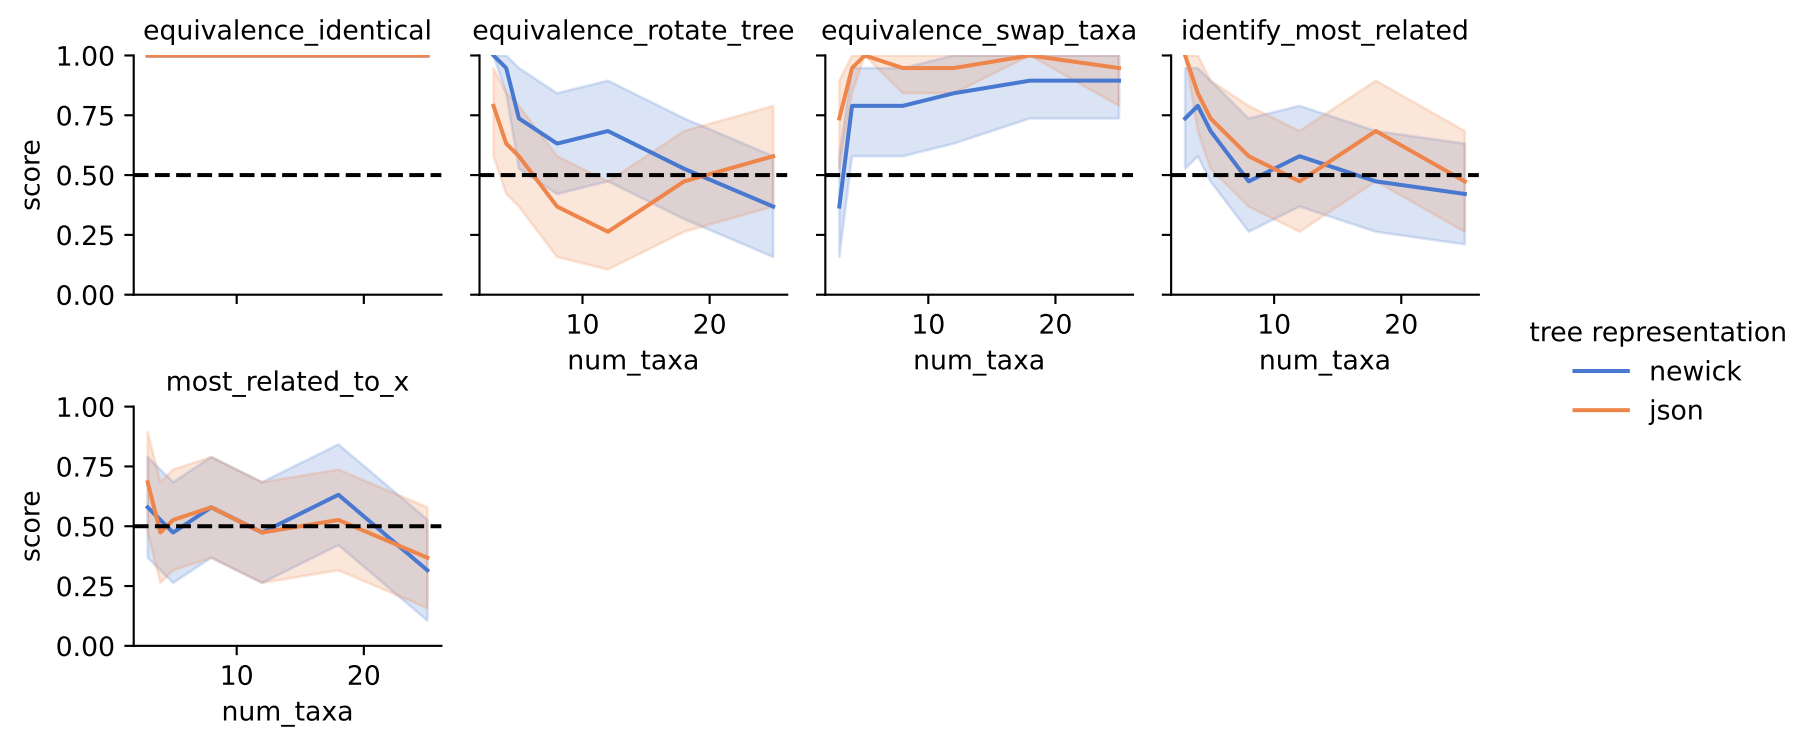 equivalence_identical
equivalence_rotate_tree
equivalence_swap_taxa
identify_most_related
score
1.00
0.75
0.50
0.25
0.00
10
20
num_taxa
10
20
num_taxa
10
20
num_taxa
tree representation
newick
json
most_related_to_x
score
1.00
0.75
0.50
0.25
0.00
10
20
num_taxa